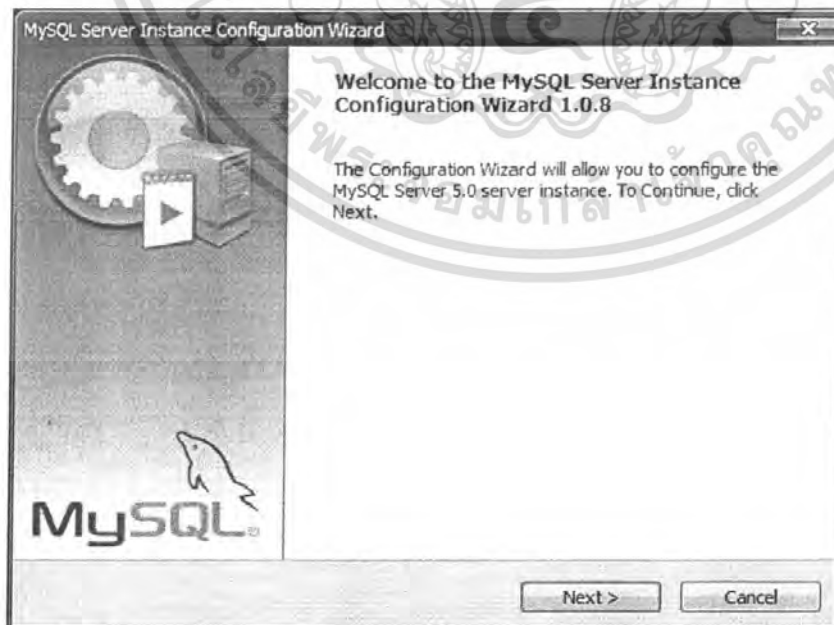 MySQL Server Instance Configuration Wizard
Welcome to the MySQL Server Instance
Configuration Wizard 1.0.8
The Configuration Wizard will allow you to configure the
MySQL Server 5.0 server instance. To Continue, click
Next.
MySQL®
Next >
Cancel